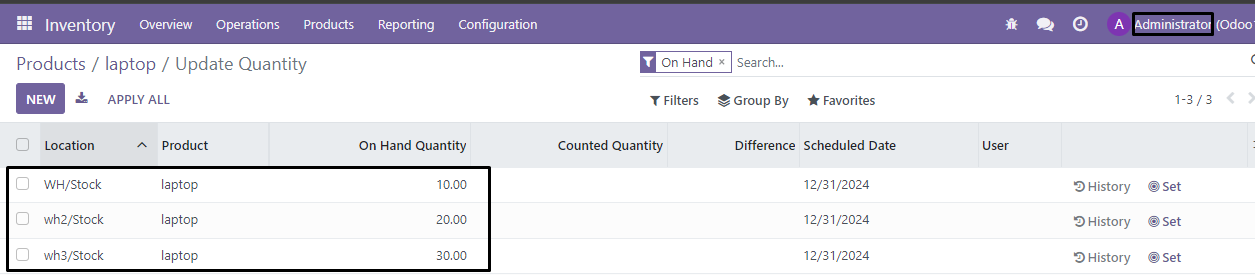 Inventory Overview Operations Products Reporting Configuration A Administrator (Odoo
Products / laptop / Update Quantity On Hand × Search...
NEW APPLY ALL Filters Group By Favorites 1-3 / 3
Location Product On Hand Quantity Counted Quantity Difference Scheduled Date User
WH/Stock laptop 10.00 12/31/2024 History Set
wh2/Stock laptop 20.00 12/31/2024 History Set
wh3/Stock laptop 30.00 12/31/2024 History Set